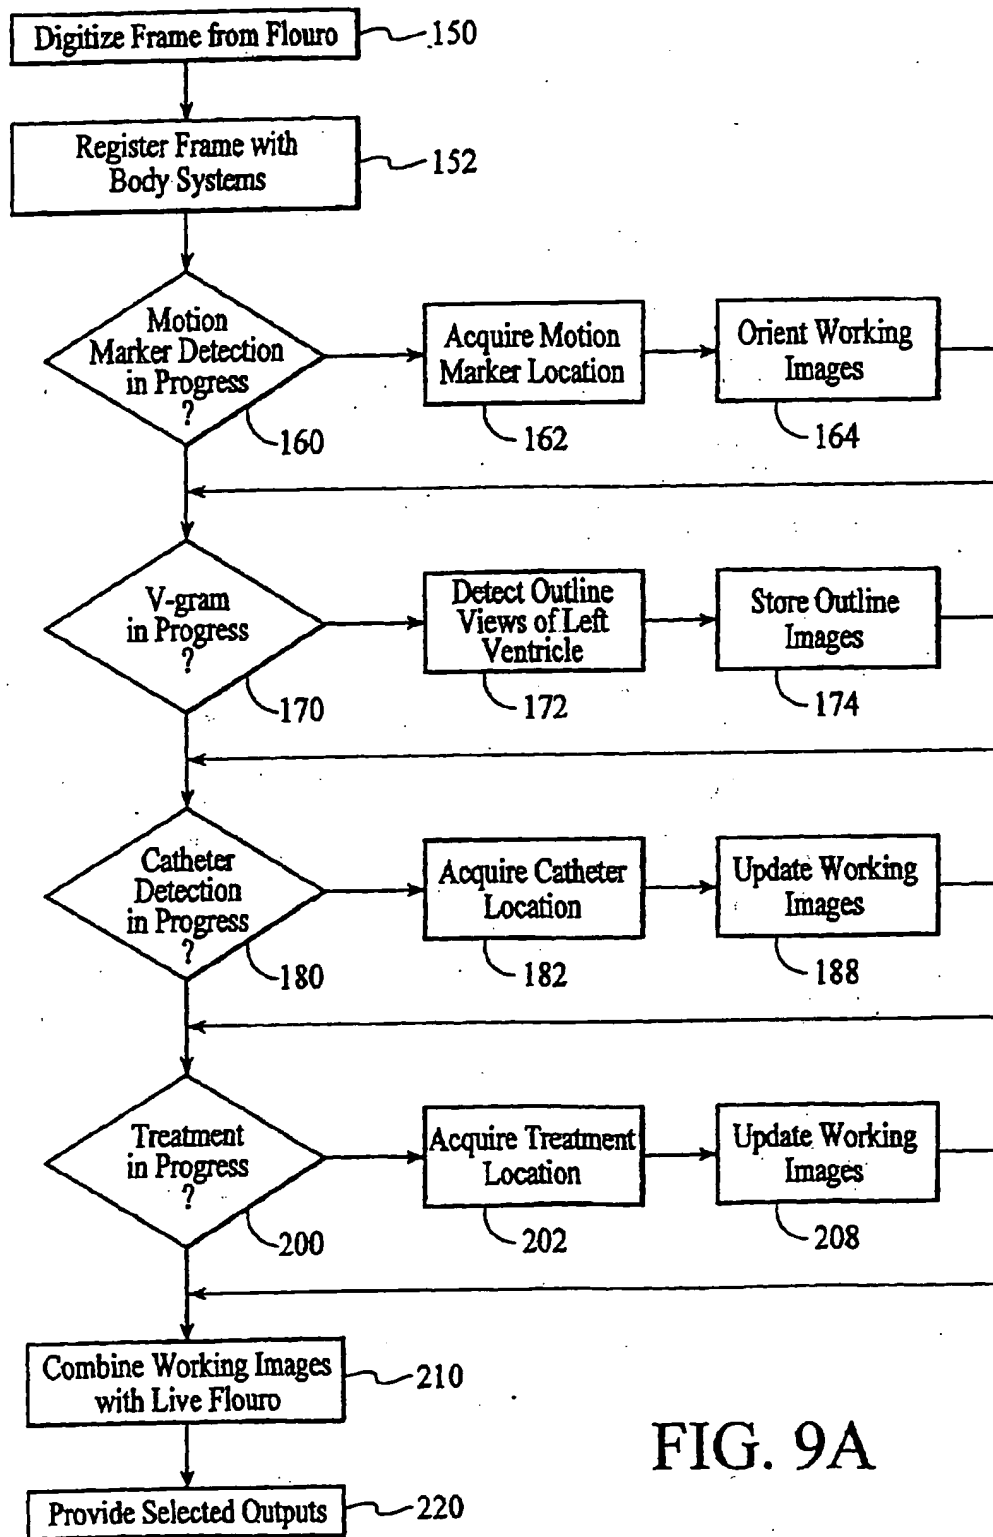 Digitize Frame from Flouro
150
Register Frame with
Body Systems
152
Motion
Marker Detection
in Progress
?
160
Acquire Motion
Marker Location
162
Orient Working
Images
164
V-gram
in Progress
?
170
Detect Outline
Views of Left
Ventricle
172
Store Outline
Images
174
Catheter
Detection
in Progress
?
180
Acquire Catheter
Location
182
Update Working
Images
188
Treatment
in Progress
?
200
Acquire Treatment
Location
202
Update Working
Images
208
Combine Working Images
with Live Flouro
210
Provide Selected Outputs
220
FIG. 9A